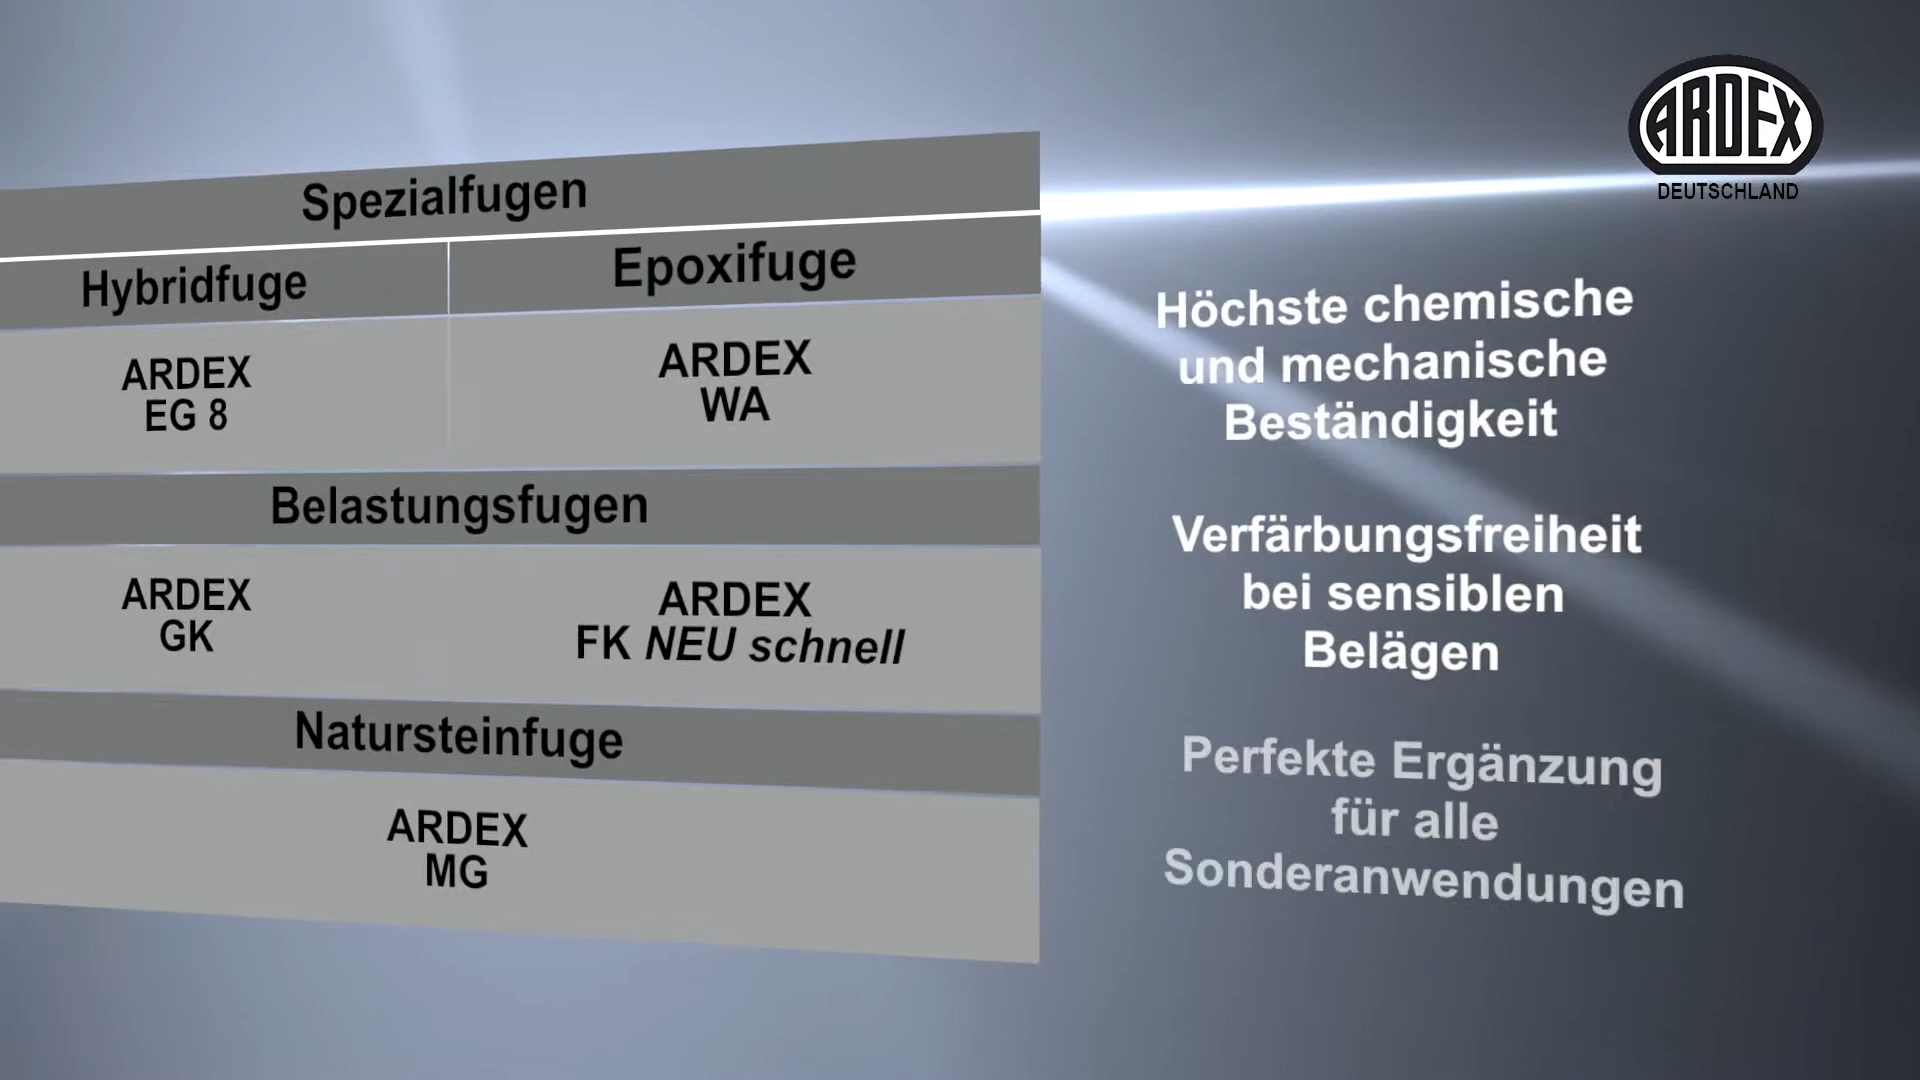 ARDEX
DEUTSCHLAND
Spezialfugen
Hybridfuge
Epoxifuge
ARDEX
EG 8
ARDEX
WA
Belastungsfugen
ARDEX
GK
ARDEX
FK NEU schnell
Natursteinfuge
ARDEX
MG
Höchste chemische
und mechanische
Beständigkeit
Verfärbungsfreiheit
bei sensiblen
Belägen
Perfekte Ergänzung
für alle
Sonderanwendungen